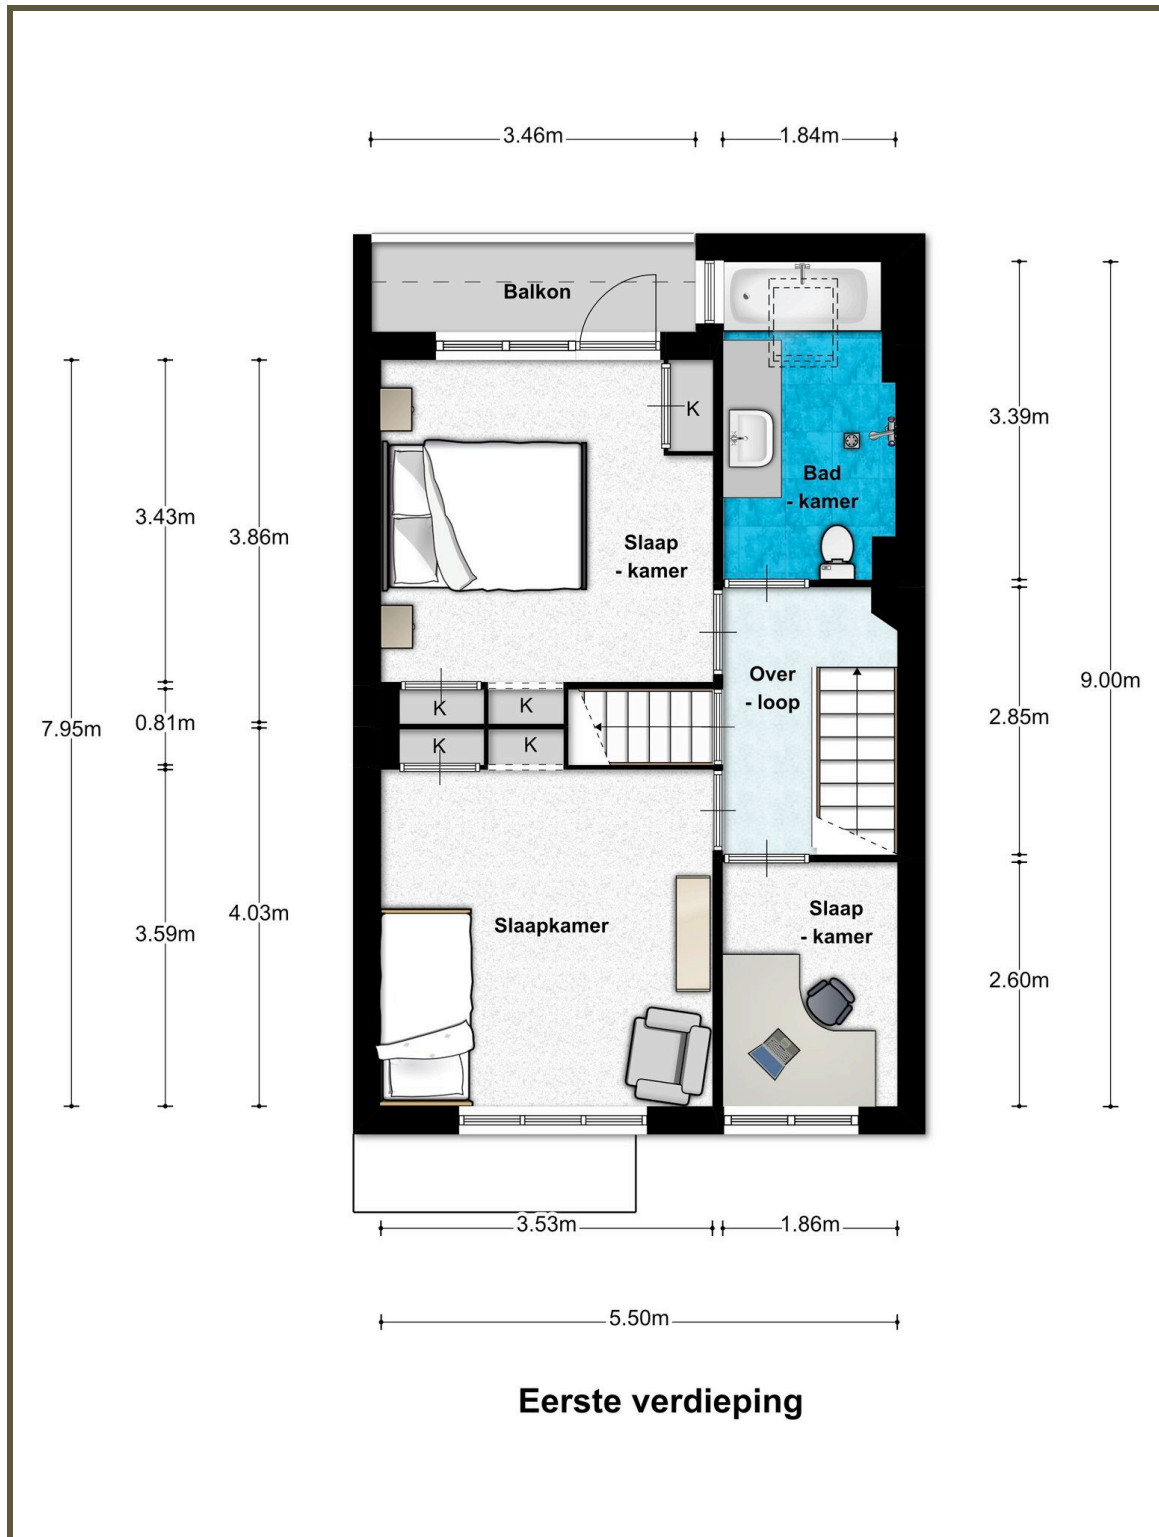 3.46m
1.84m
Balkon
K
3.39m
Bad
- kamer
3.43m
3.86m
Slaap
- kamer
Over
- loop
9.00m
K
K
0.81m
7.95m
2.85m
K
K
4.03m
3.59m
Slaapkamer
Slaap
- kamer
2.60m
3.53m
1.86m
5.50m
Eerste verdieping